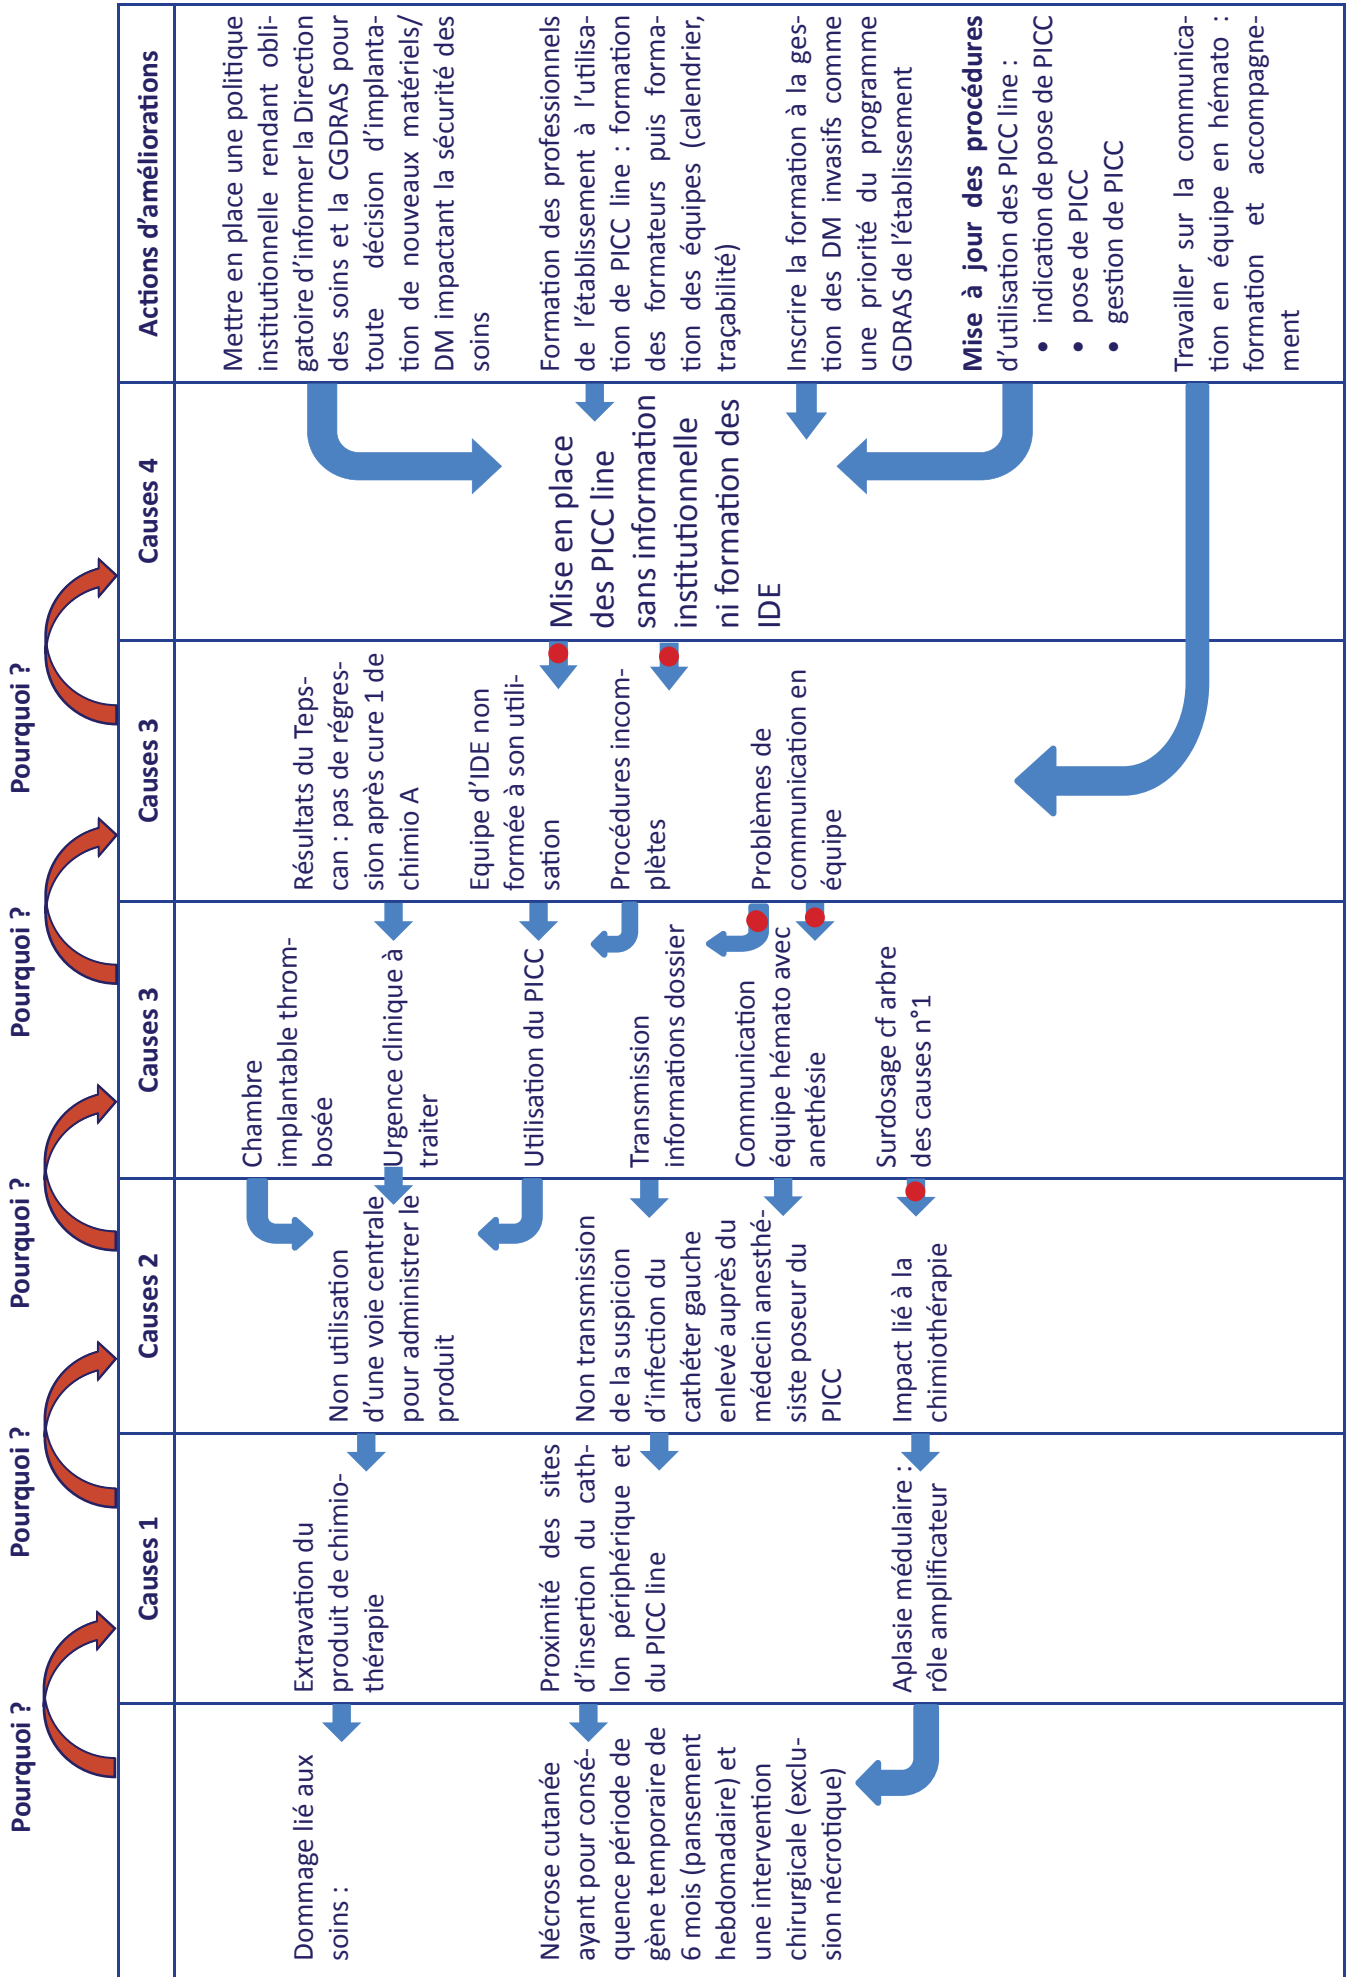 Pourquoi ?
Pourquoi ?
Pourquoi ?
Pourquoi ?
Pourquoi ?
Causes 1
Causes 2
Causes 3
Causes 3
Causes 4
Actions d'améliorations
Dommage lié aux
soins :
Nécrose cutanée
ayant pour consé-
quence période de
gène temporaire de
6 mois (pansement
hebdomadaire) et
une intervention
chirurgicale (exclu-
sion nécrotique)
Extravation du
produit de chimio-
thérapie
Proximité des sites
d'insertion du cath-
lon périphérique et
du PICC line
Aplasie médulaire :
rôle amplificateur
Non utilisation
d'une voie centrale
pour administrer le
produit
Non transmission
de la suspicion
d'infection du
cathéter gauche
enlevé auprès du
médecin anesthé-
siste poseur du
PICC
Impact lié à la
chimiothérapie
Chambre
implantable throm-
bosée
Urgence clinique à
traiter
Utilisation du PICC
Transmission
informations dossier
Communication
équipe hémato avec
anethésie
Surdosage cf arbre
des causes n°1
Résultats du Teps-
can : pas de régres-
sion après cure 1 de
chimio A
Equipe d'IDE non
formée à son utili-
sation
Procédures incom-
plètes
Problèmes de
communication en
équipe
Mise en place
des PICC line
sans information
institutionnelle
ni formation des
IDE
Mettre en place une politique
institutionnelle rendant obli-
gatoire d'informer la Direction
des soins et la CGDRAS pour
toute décision d'implanta-
tion de nouveaux matériels/
DM impactant la sécurité des
soins
Formation des professionnels
de l'établissement à l'utilisa-
tion de PICC line : formation
des formateurs puis forma-
tion des équipes (calendrier,
traçabilité)
Inscrire la formation à la ges-
tion des DM invasifs comme
une priorité du programme
GDRAS de l'établissement
Mise à jour des procédures
d'utilisation des PICC line :
• indication de pose de PICC
• pose de PICC
• gestion de PICC
Travailler sur la communica-
tion en équipe en hémato :
formation et accompagne-
ment